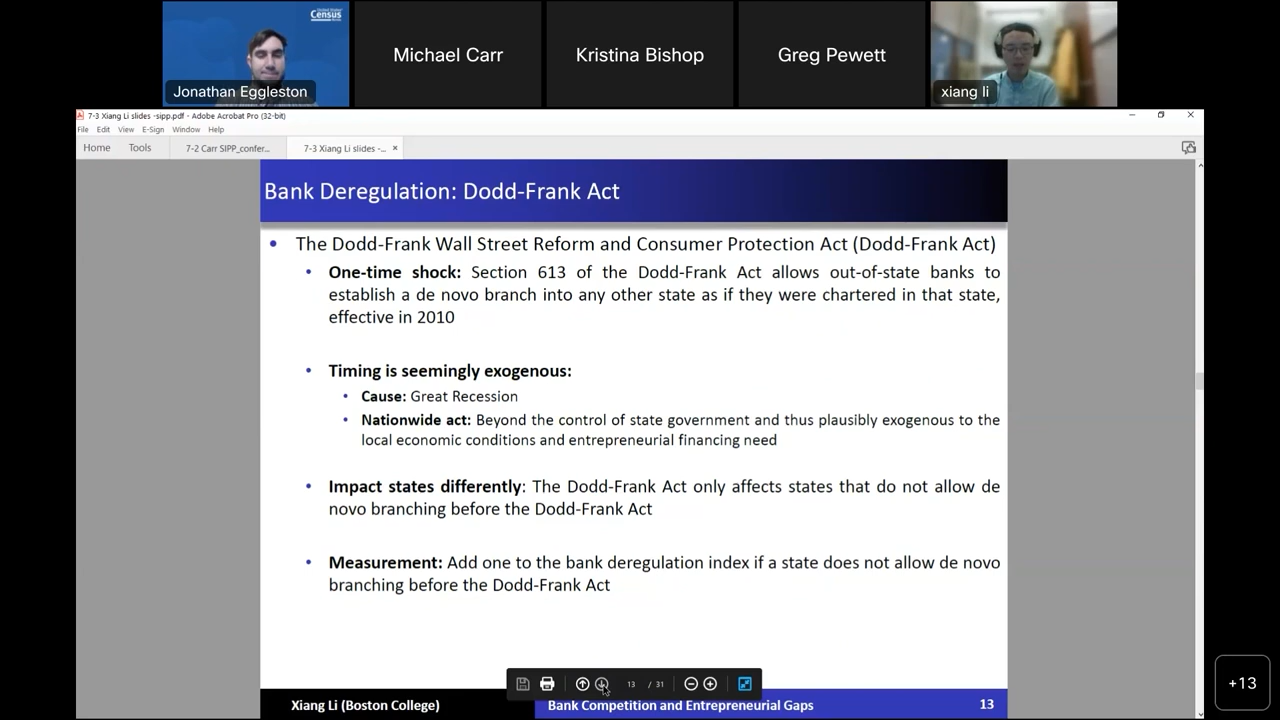 United States
Census
Bureau
Jonathan Eggleston
Michael Carr
Kristina Bishop
Greg Pewett
xiang li
7-3 Xiang Li slides -sipp.pdf - Adobe Acrobat Pro (32-bit)
File Edit View E-Sign Window Help
Home Tools 7-2 Carr SIPP_confer... 7-3 Xiang Li slides -... ×
Bank Deregulation: Dodd-Frank Act
• The Dodd-Frank Wall Street Reform and Consumer Protection Act (Dodd-Frank Act)
• One-time shock: Section 613 of the Dodd-Frank Act allows out-of-state banks to
establish a de novo branch into any other state as if they were chartered in that state,
effective in 2010
• Timing is seemingly exogenous:
• Cause: Great Recession
• Nationwide act: Beyond the control of state government and thus plausibly exogenous to the
local economic conditions and entrepreneurial financing need
• Impact states differently: The Dodd-Frank Act only affects states that do not allow de
novo branching before the Dodd-Frank Act
• Measurement: Add one to the bank deregulation index if a state does not allow de novo
branching before the Dodd-Frank Act
13 / 31
+13
Xiang Li (Boston College) Bank Competition and Entrepreneurial Gaps 13